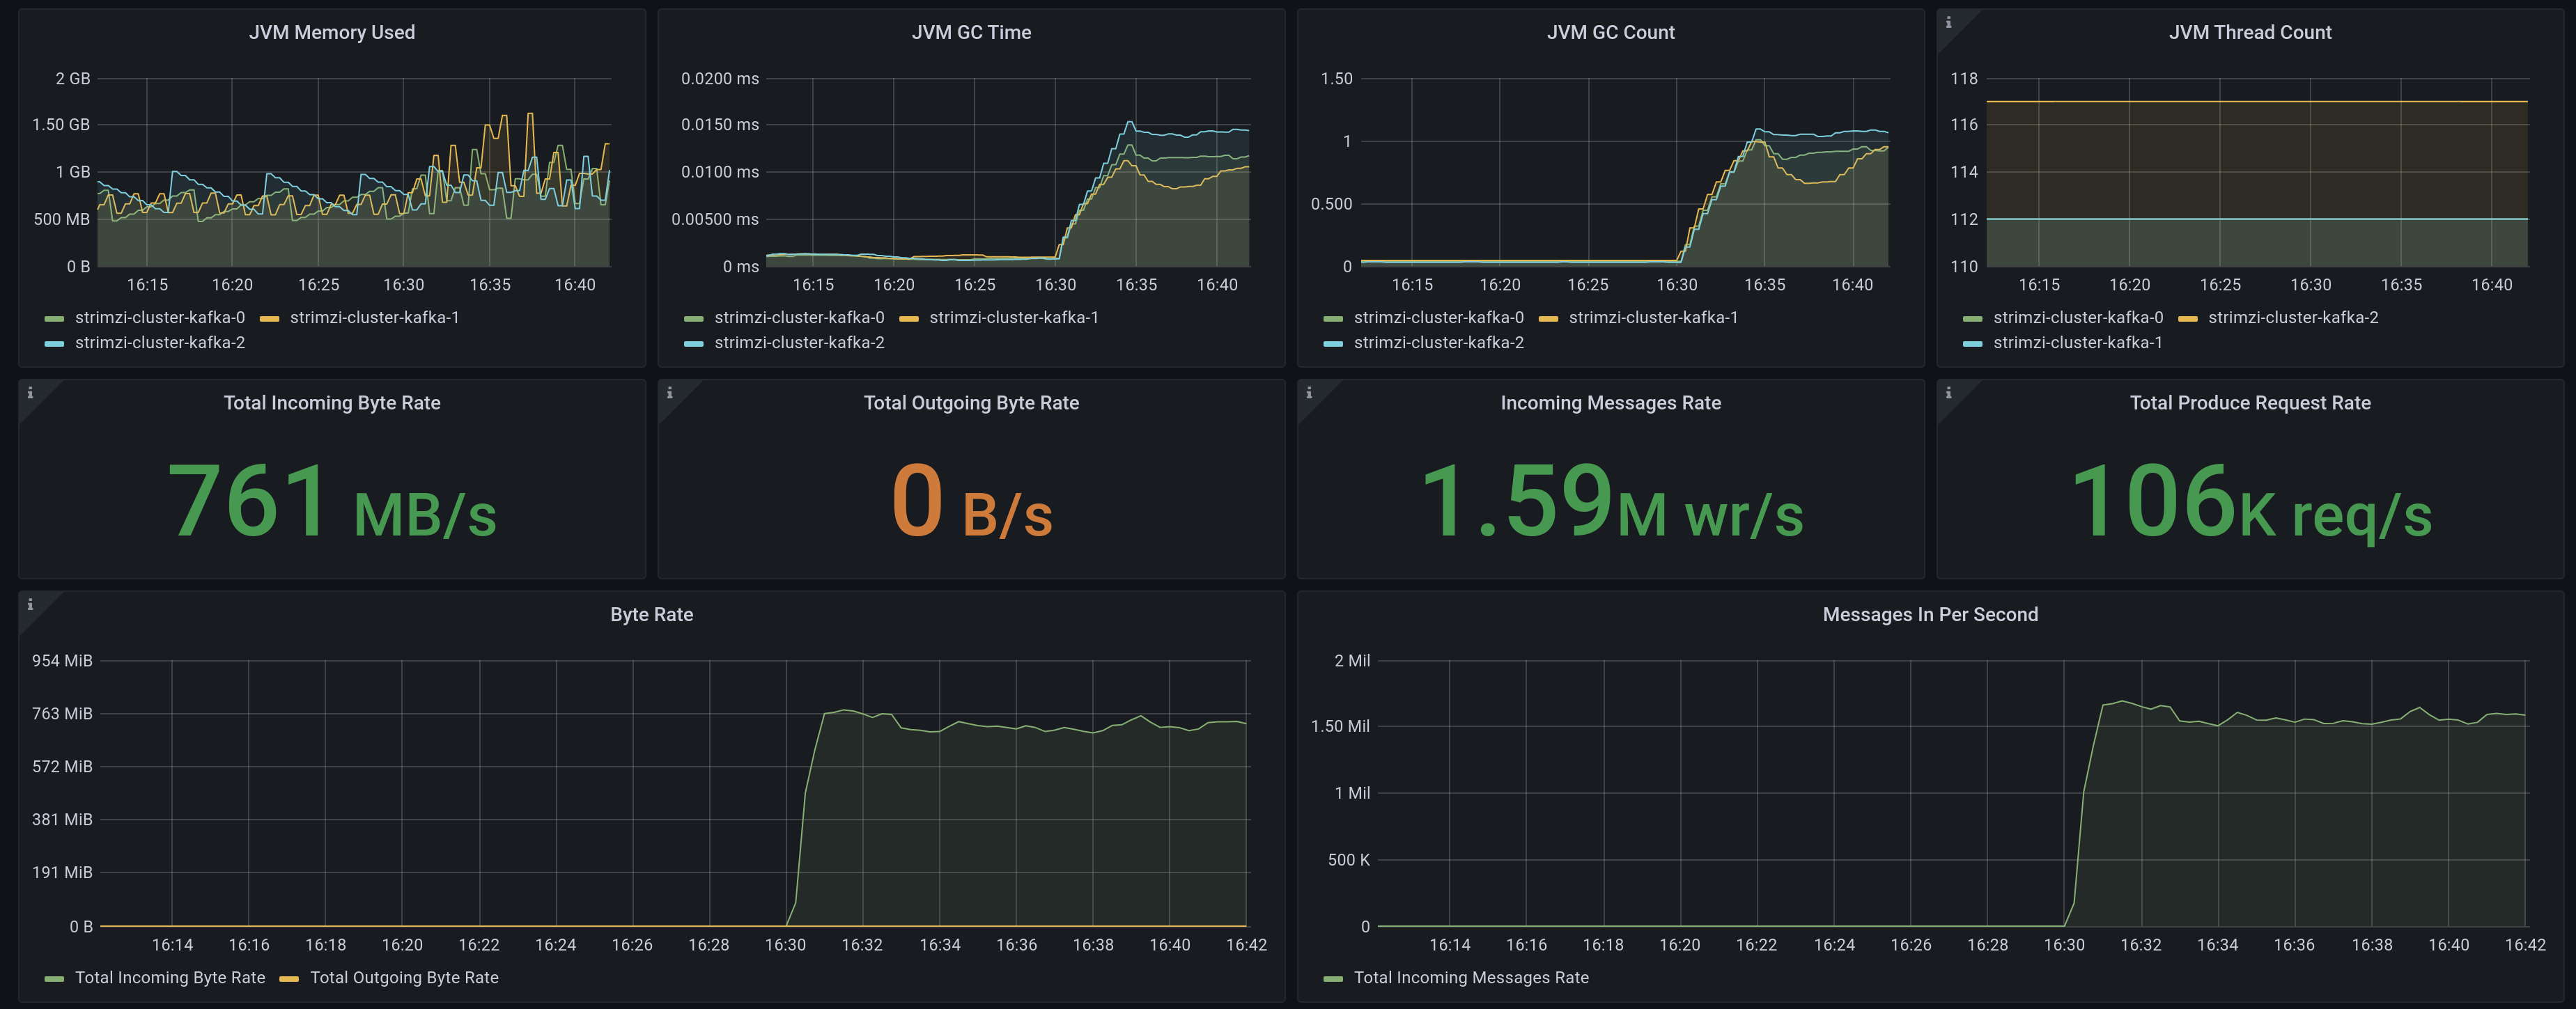 JVM Memory Used
2 GB
1.50 GB
1 GB
500 MB
0 B
16:15 16:20 16:25 16:30 16:35 16:40
strimzi-cluster-kafka-0 strimzi-cluster-kafka-1
strimzi-cluster-kafka-2
JVM GC Time
0.0200 ms
0.0150 ms
0.0100 ms
0.00500 ms
0 ms
16:15 16:20 16:25 16:30 16:35 16:40
strimzi-cluster-kafka-0 strimzi-cluster-kafka-1
strimzi-cluster-kafka-2
JVM GC Count
1.50
1
0.500
0
16:15 16:20 16:25 16:30 16:35 16:40
strimzi-cluster-kafka-0 strimzi-cluster-kafka-1
strimzi-cluster-kafka-2
i
JVM Thread Count
118
116
114
112
110
16:15 16:20 16:25 16:30 16:35 16:40
strimzi-cluster-kafka-0 strimzi-cluster-kafka-2
strimzi-cluster-kafka-1
i
Total Incoming Byte Rate
761 MB/s
i
Total Outgoing Byte Rate
0 B/s
i
Incoming Messages Rate
1.59M wr/s
i
Total Produce Request Rate
106K req/s
i
Byte Rate
954 MiB
763 MiB
572 MiB
381 MiB
191 MiB
0 B
16:14 16:16 16:18 16:20 16:22 16:24 16:26 16:28 16:30 16:32 16:34 16:36 16:38 16:40 16:42
Total Incoming Byte Rate Total Outgoing Byte Rate
Messages In Per Second
2 Mil
1.50 Mil
1 Mil
500 K
0
16:14 16:16 16:18 16:20 16:22 16:24 16:26 16:28 16:30 16:32 16:34 16:36 16:38 16:40 16:42
Total Incoming Messages Rate